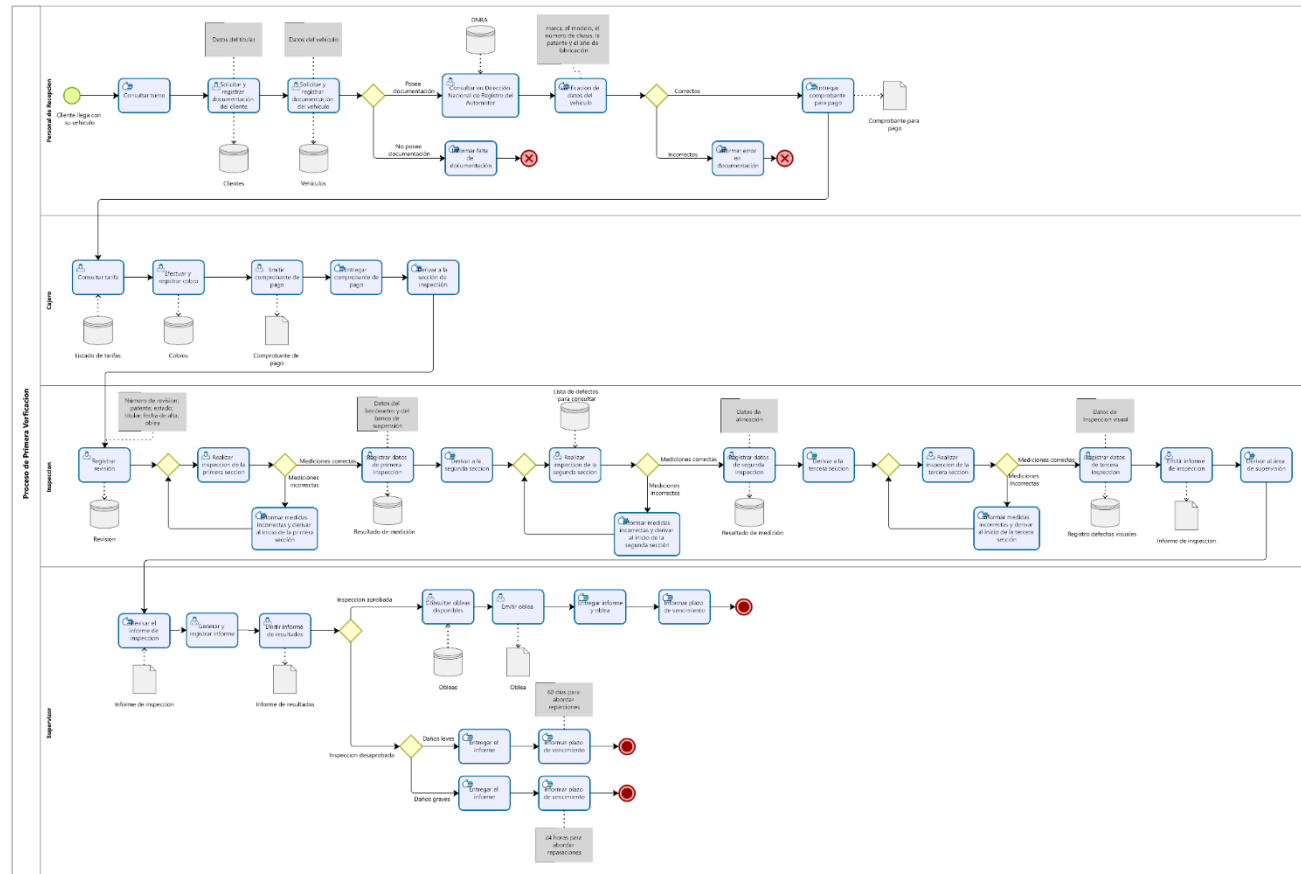 Proceso de Primera Verficacion
Personal de Recepcion
Cliente llega con
su vehículo
Consultar turno
Datos del titular
Solicitar y
registrar
documentación
del cliente
Clientes
Datos del vehículo
Solicitar y
registrar
documentación
del vehículo
Vehículos
Posee
documentación
No posee
documentación
DNRA
Consultar en Dirección
Nacional de Registro del
Automotor
Informar falta
de
documentación
marca, el modelo, el
número de chasis, la
patente y el año de
fabricación
Verificacion de
datos del
vehículo
Correctos
Incorrectos
Informar error
en
documentación
Entregar
comprobante
para pago
Comprobante para
pago
Cajero
Consultar tarifa
Listado de tarifas
Efectuar y
registrar cobro
Cobros
Emitir
comprobante de
pago
Comprobante de
pago
Entregar
comprobante de
pago
Derivar a la
sección de
inspección
Inspeccion
Número de revision;
patente; estado;
titular; fecha de alta;
oblea
Registrar
revisión
Revision
Realizar
inspeccion de la
primera seccion
Mediciones correctas
Mediciones
Incorrectas
Informar medidas
incorrectas y derivar
al inicio de la primera
sección
Datos del
frenómetro y del
banco de
suspensión
Registrar datos
de primera
inspeccion
Resultado de medición
Derivar a la
segunda seccion
Lista de defectos
para consultar
Realizar
inspeccion de la
segunda sección
Mediciones correctas
Mediciones
Incorrectas
Informar medidas
incorrectas y derivar
al inicio de la
segunda sección
Datos de
alineación
Registrar datos
de segunda
inspeccion
Resultado de medición
Derivar a la
tercera sección
Realizar
inspección de la
tercera sección
Mediciones correctas
Mediciones
Incorrectas
Informar medidas
incorrectas y derivar
al inicio de la tercera
sección
Datos de
Inspeccion visual
Registrar datos
de tercera
inspeccion
Registro defectos visuales
Emitir informe
de inspeccion
Informe de inspeccion
Derivar al área
de supervisión
Supervisor
Revisar el
informe de
inspeccion
Informe de inspeccion
Generar y
registrar informe
Emitir informe
de resultados
Informe de resultados
Inspeccion aprobada
Inspeccion desaprobada
Consultar obleas
disponibles
Obleas
Emitir oblea
Oblea
Entregar informe
y oblea
Informar plazo
de vencimiento
60 días para
abordar
Daños leves
Entregar el
informe
Informar plazo
de vencimiento
Daños graves
Entregar el
informe
Informar plazo
de vencimiento
24 horas para
abordar
reparaciones